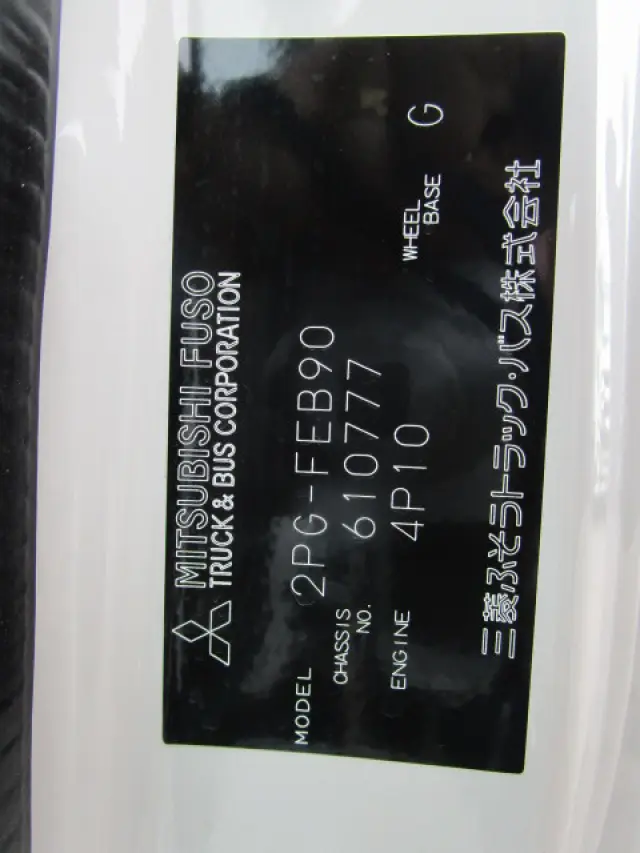 MITSUBISHI FUSO
TRUCK & BUS CORPORATION
MODEL 2PG-FEB90
CHASSIS NO. 610777
ENGINE 4P10 WHEEL BASE G
三菱ふそうトラック・バス株式会社